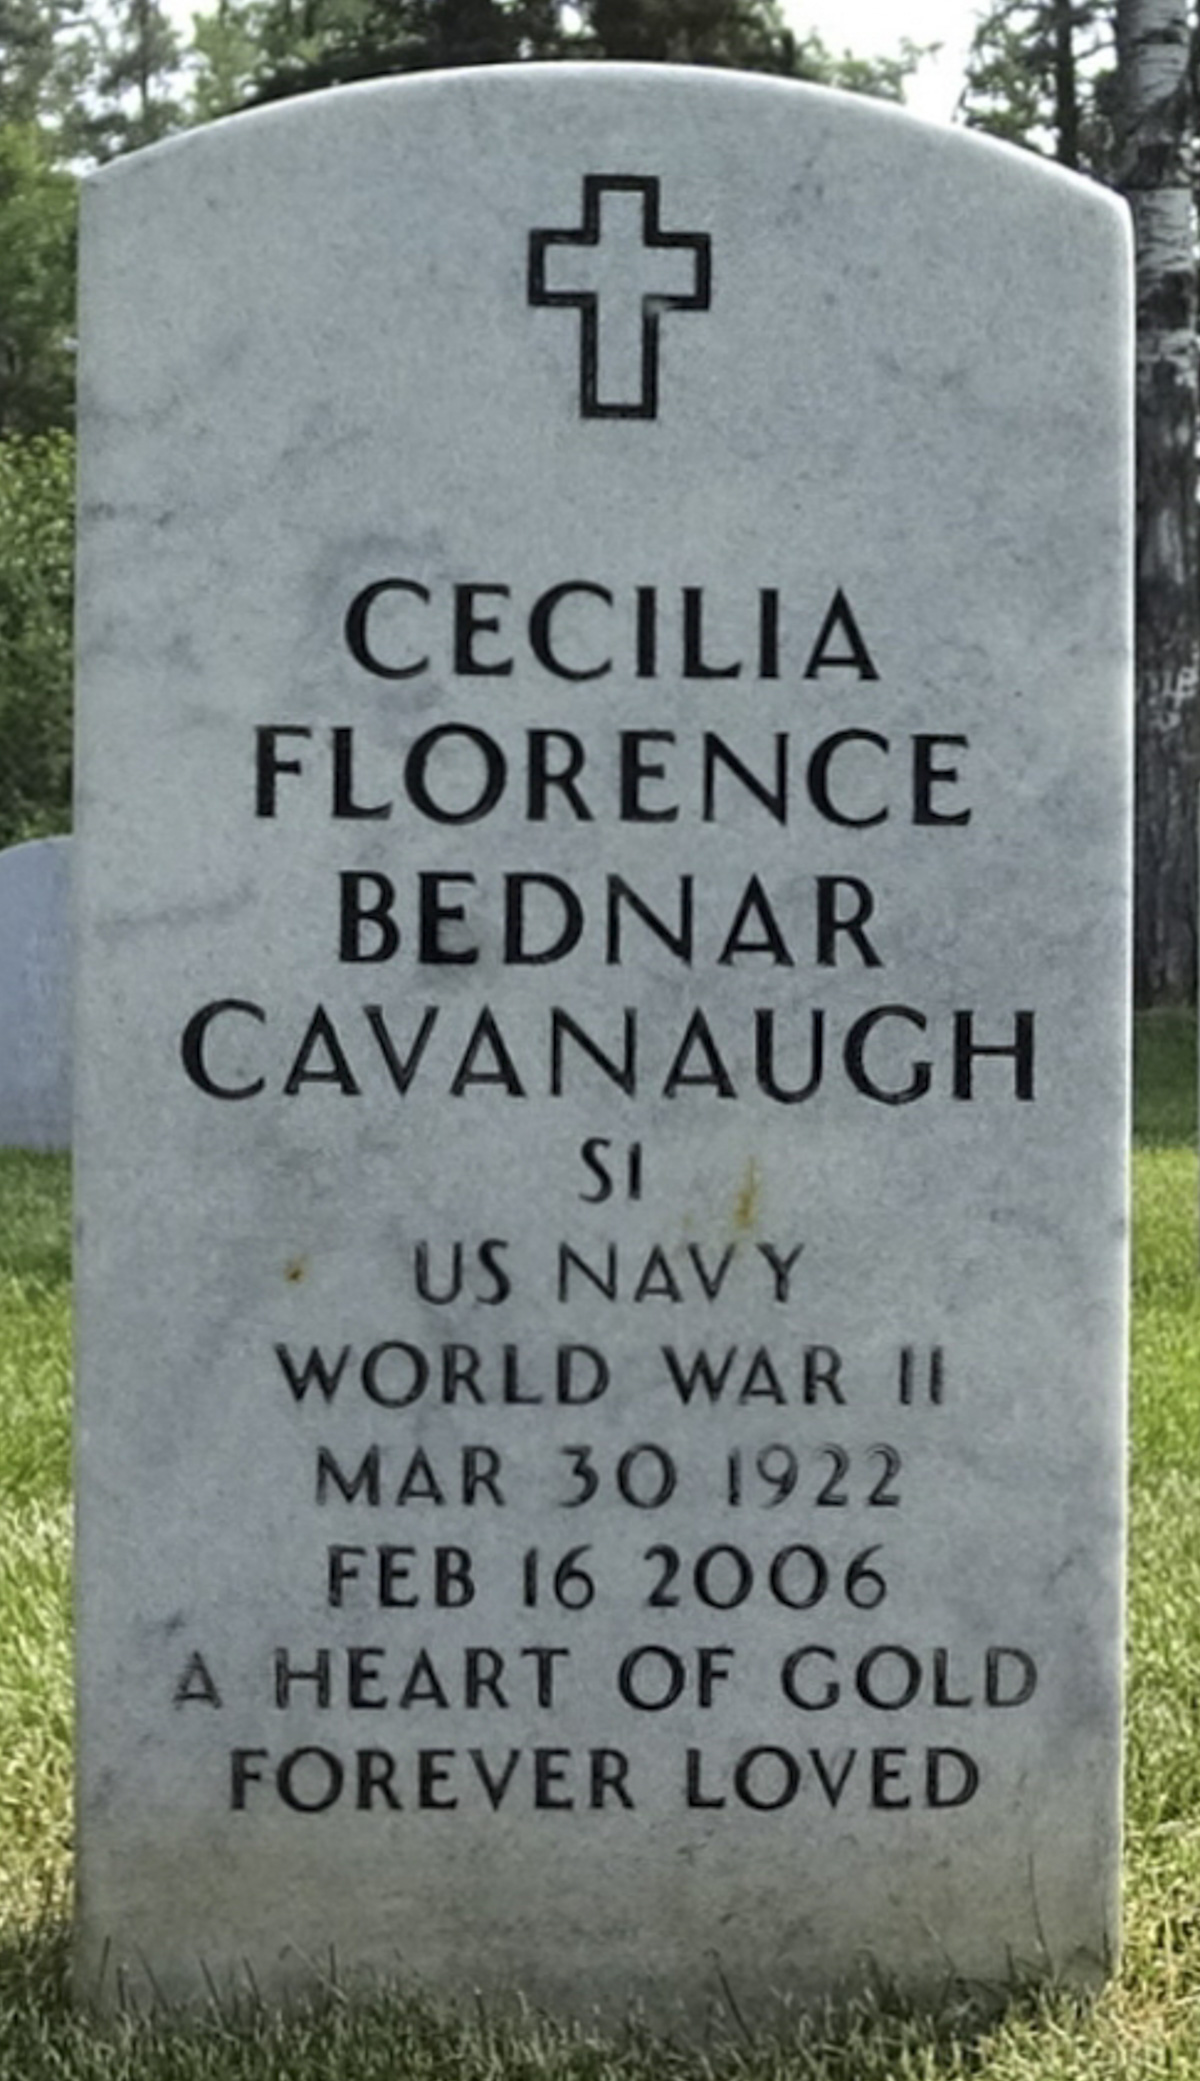 CECILIA
FLORENCE
BEDNAR
CAVANAUGH
S1
US NAVY
WORLD WAR II
MAR 30 1922
FEB 16 2006
A HEART OF GOLD
FOREVER LOVED